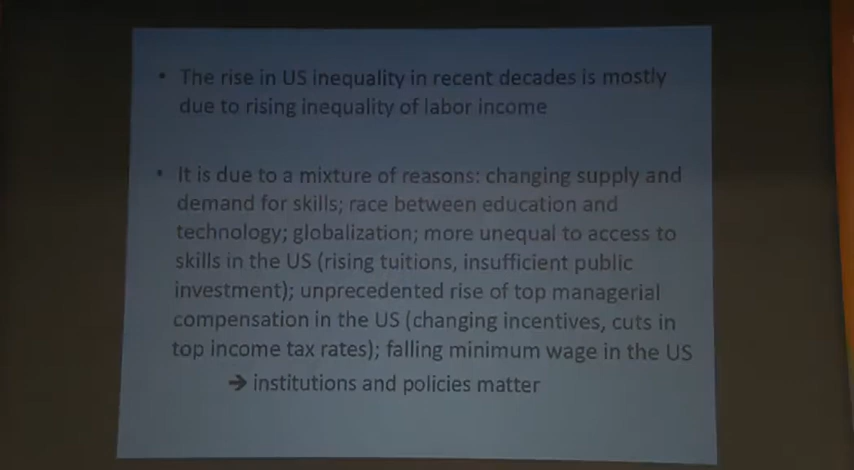 • The rise in US inequality in recent decades is mostly
due to rising inequality of labor income
• It is due to a mixture of reasons: changing supply and
demand for skills; race between education and
technology; globalization; more unequal to access to
skills in the US (rising tuitions, insufficient public
investment); unprecedented rise of top managerial
compensation in the US (changing incentives, cuts in
top income tax rates); falling minimum wage in the US
➔ institutions and policies matter